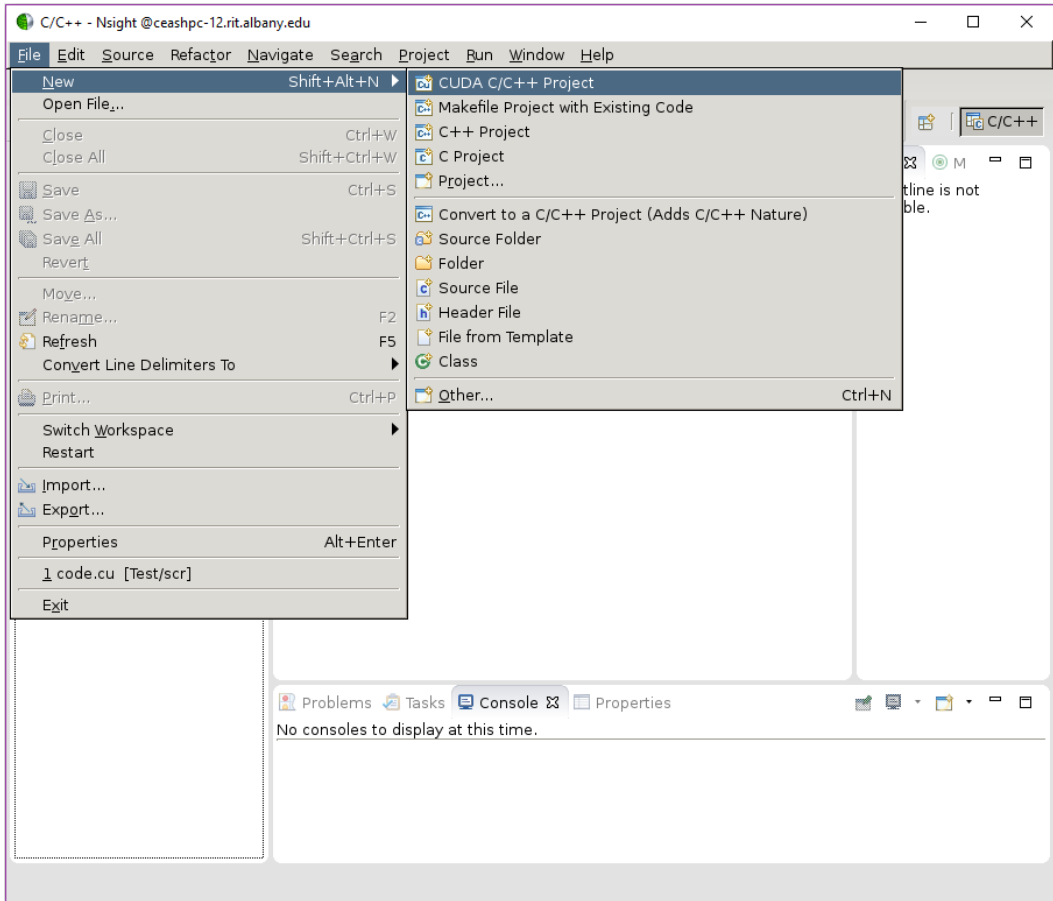 C/C++ - Nsight @ceashpc-12.rit.albany.edu
File Edit Source Refactor Navigate Search Project Run Window Help
New Shift+Alt+N
Open File...
Close Ctrl+W
Close All Shift+Ctrl+W
Save Ctrl+S
Save As...
Save All Shift+Ctrl+S
Revert
Move...
Rename... F2
Refresh F5
Convert Line Delimiters To
Print... Ctrl+P
Switch Workspace
Restart
Import...
Export...
Properties Alt+Enter
1 code.cu [Test/scr]
Exit
CUDA C/C++ Project
Makefile Project with Existing Code
C++ Project
C Project
Project...
Convert to a C/C++ Project (Adds C/C++ Nature)
Source Folder
Folder
Source File
Header File
File from Template
Class
Other... Ctrl+N
C/C++
M
tline is not
ble.
Problems Tasks Console Properties
No consoles to display at this time.